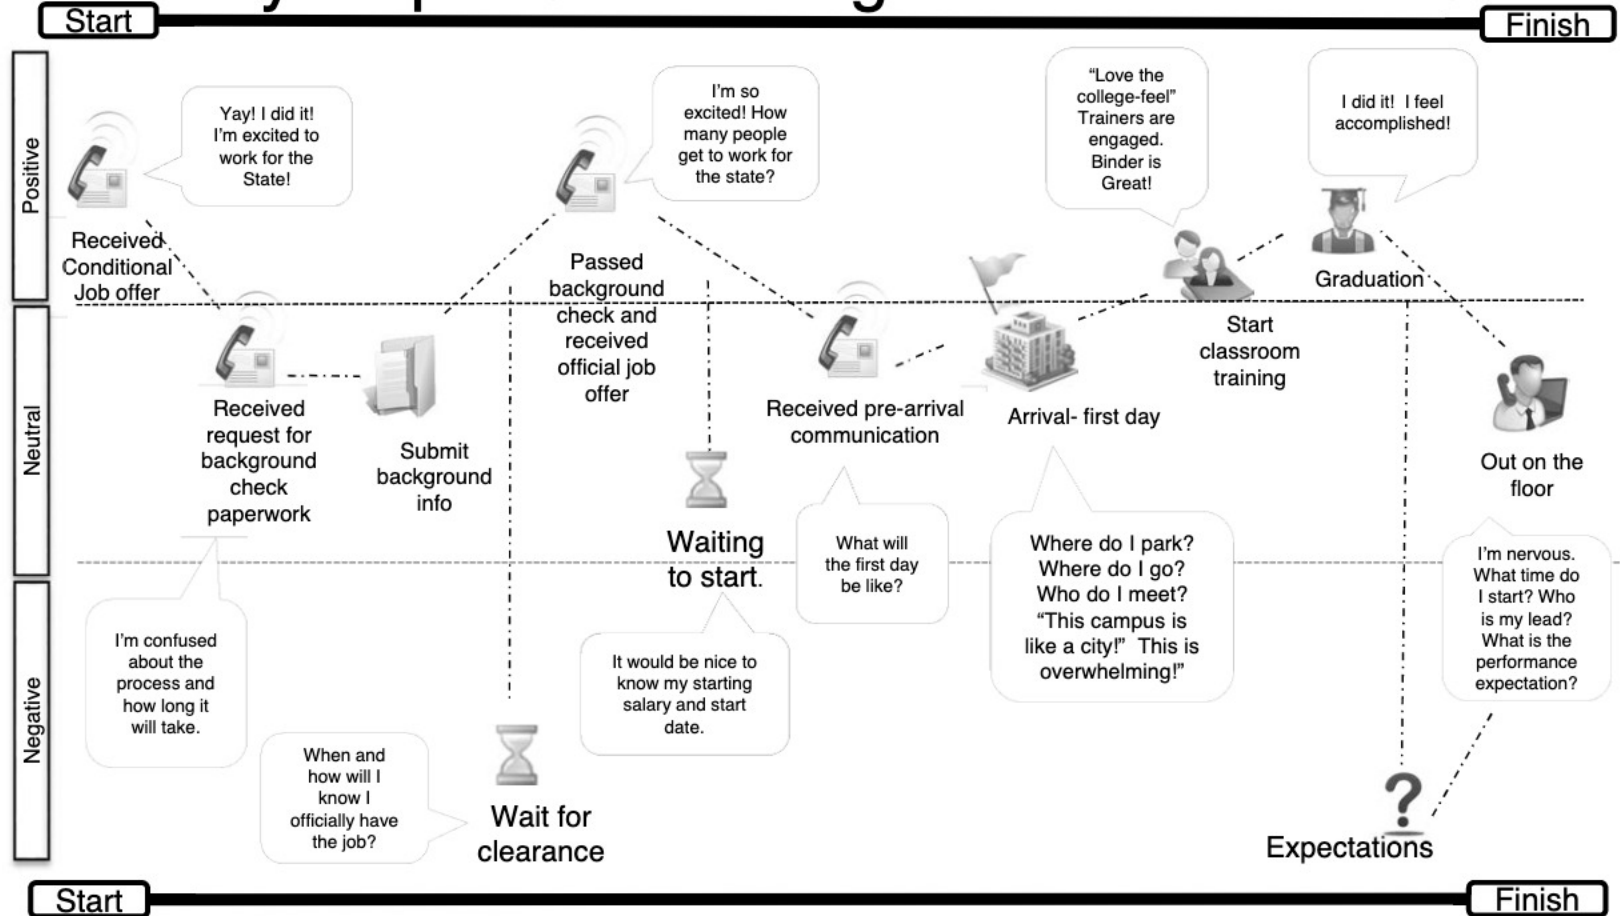 Start
Finish
Positive
Neutral
Negative
Yay! I did it!
I'm excited to
work for the
State!
Received
Conditional
Job offer
I'm so
excited! How
many people
get to work for
the state?
Passed
background
check and
received
official job
offer
“Love the
college-feel”
Trainers are
engaged.
Binder is
Great!
Start
classroom
training
I did it!  I feel
accomplished!
Graduation
Received
request for
background
check
paperwork
I'm confused
about the
process and
how long it
will take.
Submit
background
info
When and
how will I
know I
officially have
the job?
Wait for
clearance
Waiting
to start.
It would be nice to
know my starting
salary and start
date.
Received pre-arrival
communication
What will
the first day
be like?
Arrival- first day
Where do I park?
Where do I go?
Who do I meet?
“This campus is
like a city!”  This is
overwhelming!”
Out on the
floor
I'm nervous.
What time do
I start? Who
is my lead?
What is the
performance
expectation?
Expectations
Start
Finish